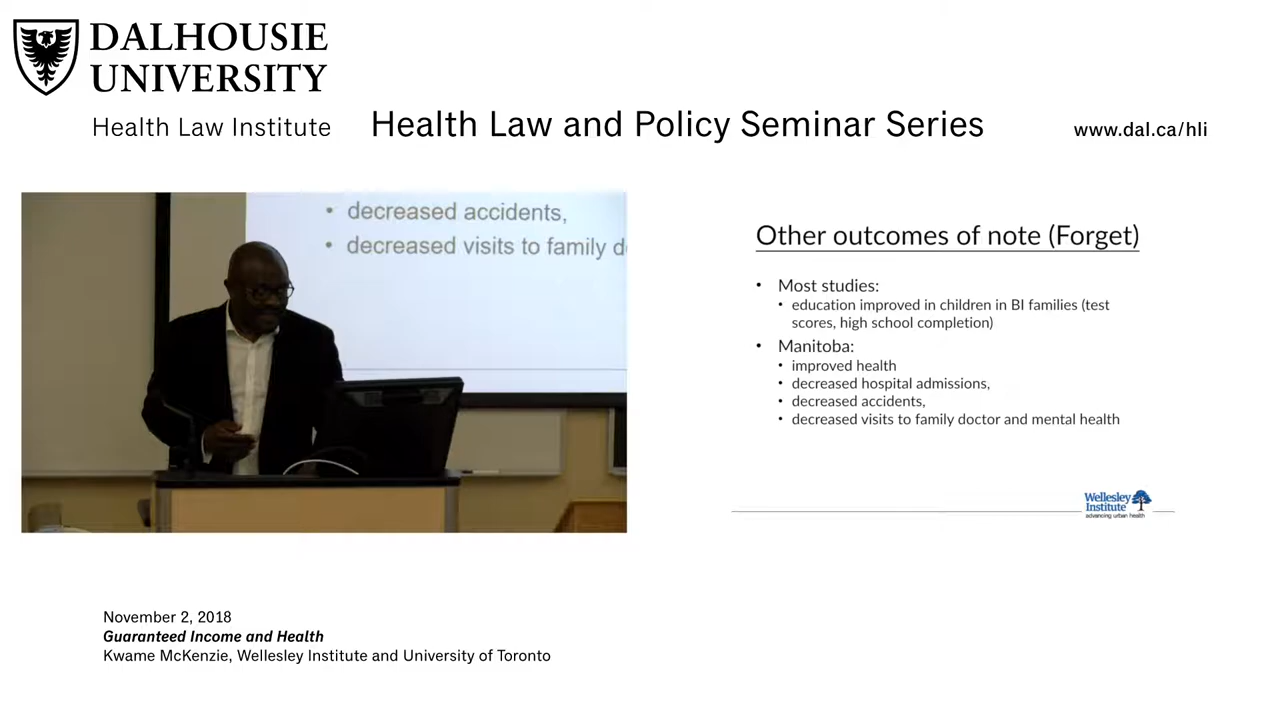 DALHOUSIE
UNIVERSITY
Health Law Institute
Health Law and Policy Seminar Series
www.dal.ca/hli
• decreased accidents,
• decreased visits to family d
Other outcomes of note (Forget)
• Most studies:
• education improved in children in BI families (test
scores, high school completion)
• Manitoba:
• improved health
• decreased hospital admissions,
• decreased accidents,
• decreased visits to family doctor and mental health
Wellesley
Institute
advancing urban health
November 2, 2018
Guaranteed Income and Health
Kwame McKenzie, Wellesley Institute and University of Toronto